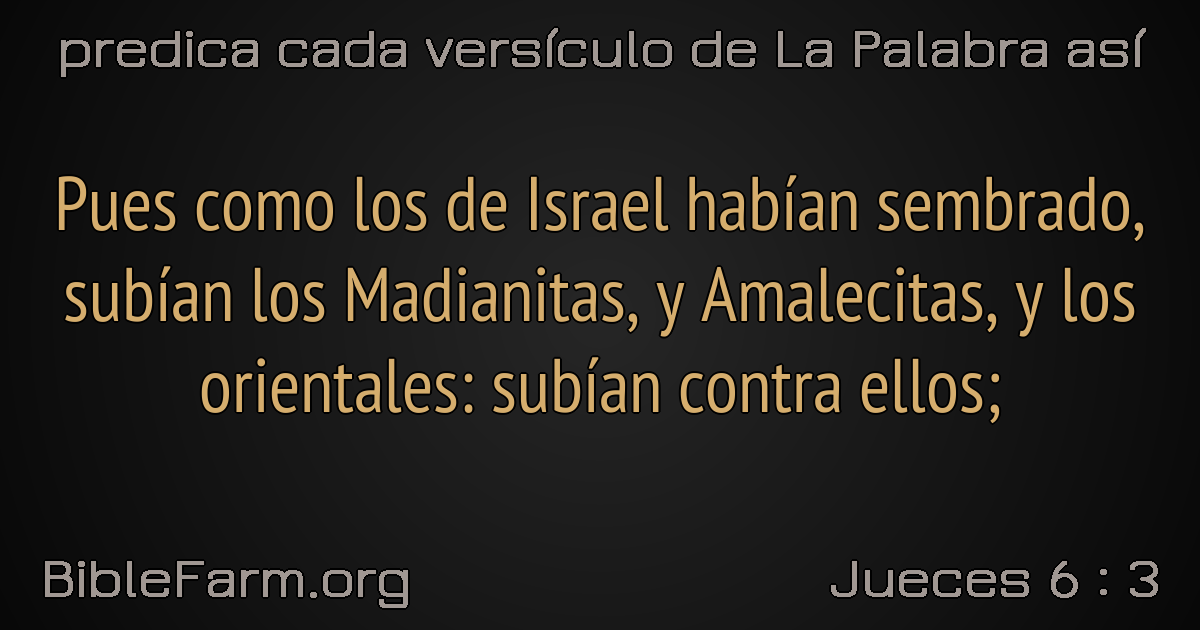 predica cada versículo de La Palabra así
Pues como los de Israel habían sembrado,
subían los Madianitas, y Amalecitas, y los
orientales: subían contra ellos;
BibleFarm.org
Jueces 6 : 3